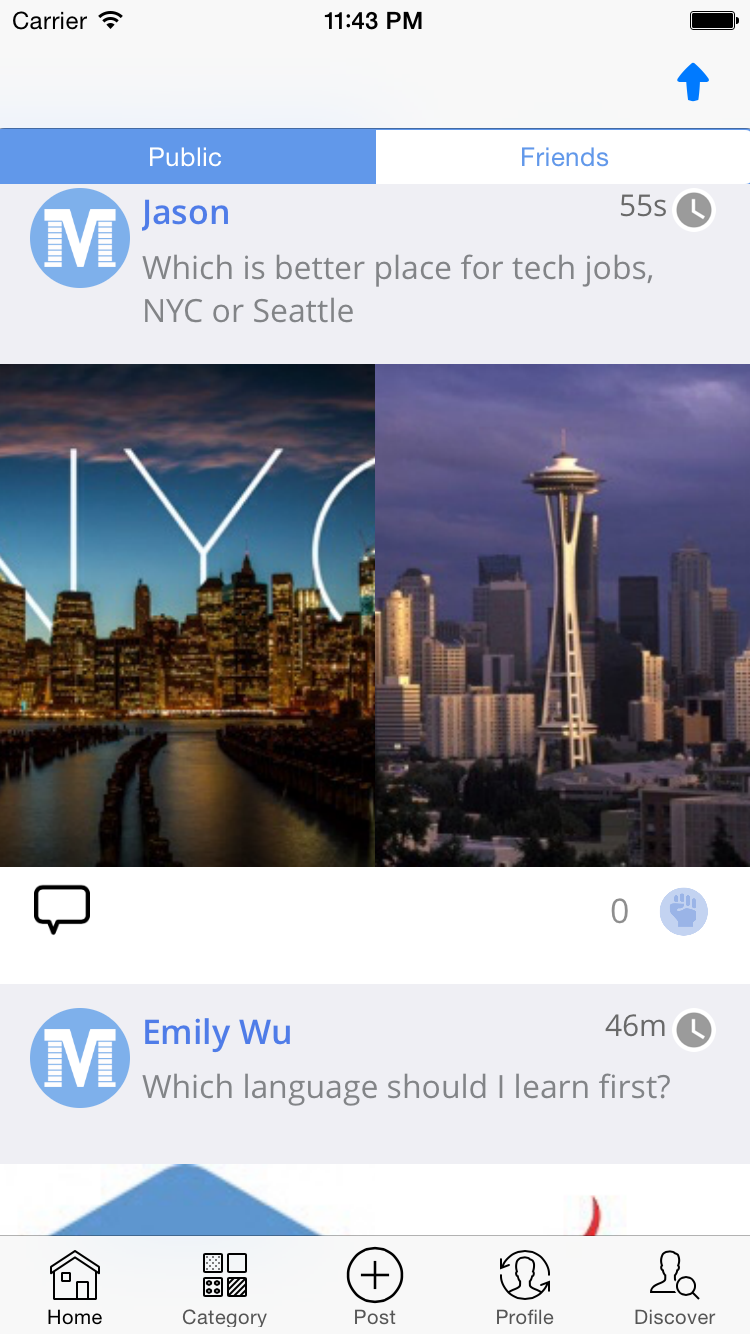 Carrier 11:43 PM
Public Friends
M Jason 55s
Which is better place for tech jobs,
NYC or Seattle
NYC
0
M Emily Wu 46m
Which language should I learn first?
Home Category Post Profile Discover